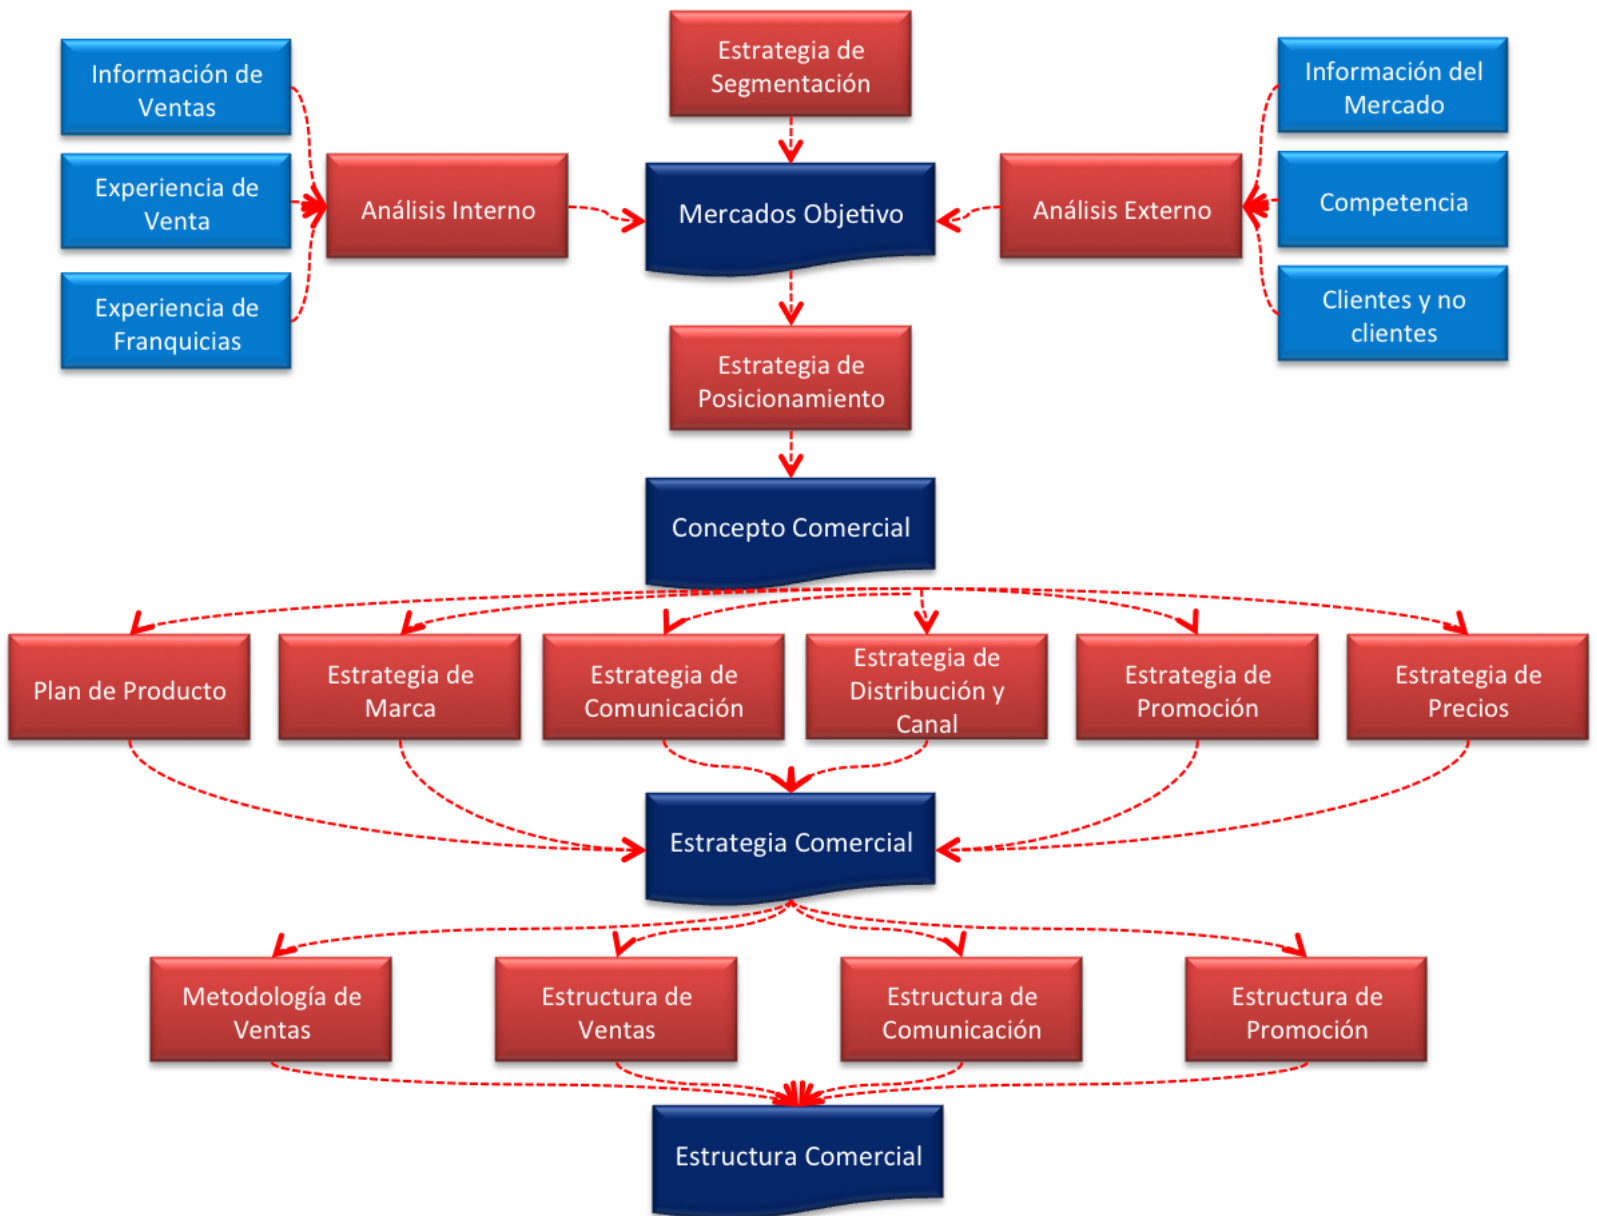 Estrategia de
Segmentación
Información de
Ventas
Información del
Mercado
Experiencia de
Venta
Análisis Interno
Mercados Objetivo
Análisis Externo
Competencia
Experiencia de
Franquicias
Clientes y no
clientes
Estrategia de
Posicionamiento
Concepto Comercial
Plan de Producto
Estrategia de
Marca
Estrategia de
Comunicación
Estrategia de
Distribución y
Canal
Estrategia de
Promoción
Estrategia de
Precios
Estrategia Comercial
Metodología de
Ventas
Estructura de
Ventas
Estructura de
Comunicación
Estructura de
Promoción
Estructura Comercial